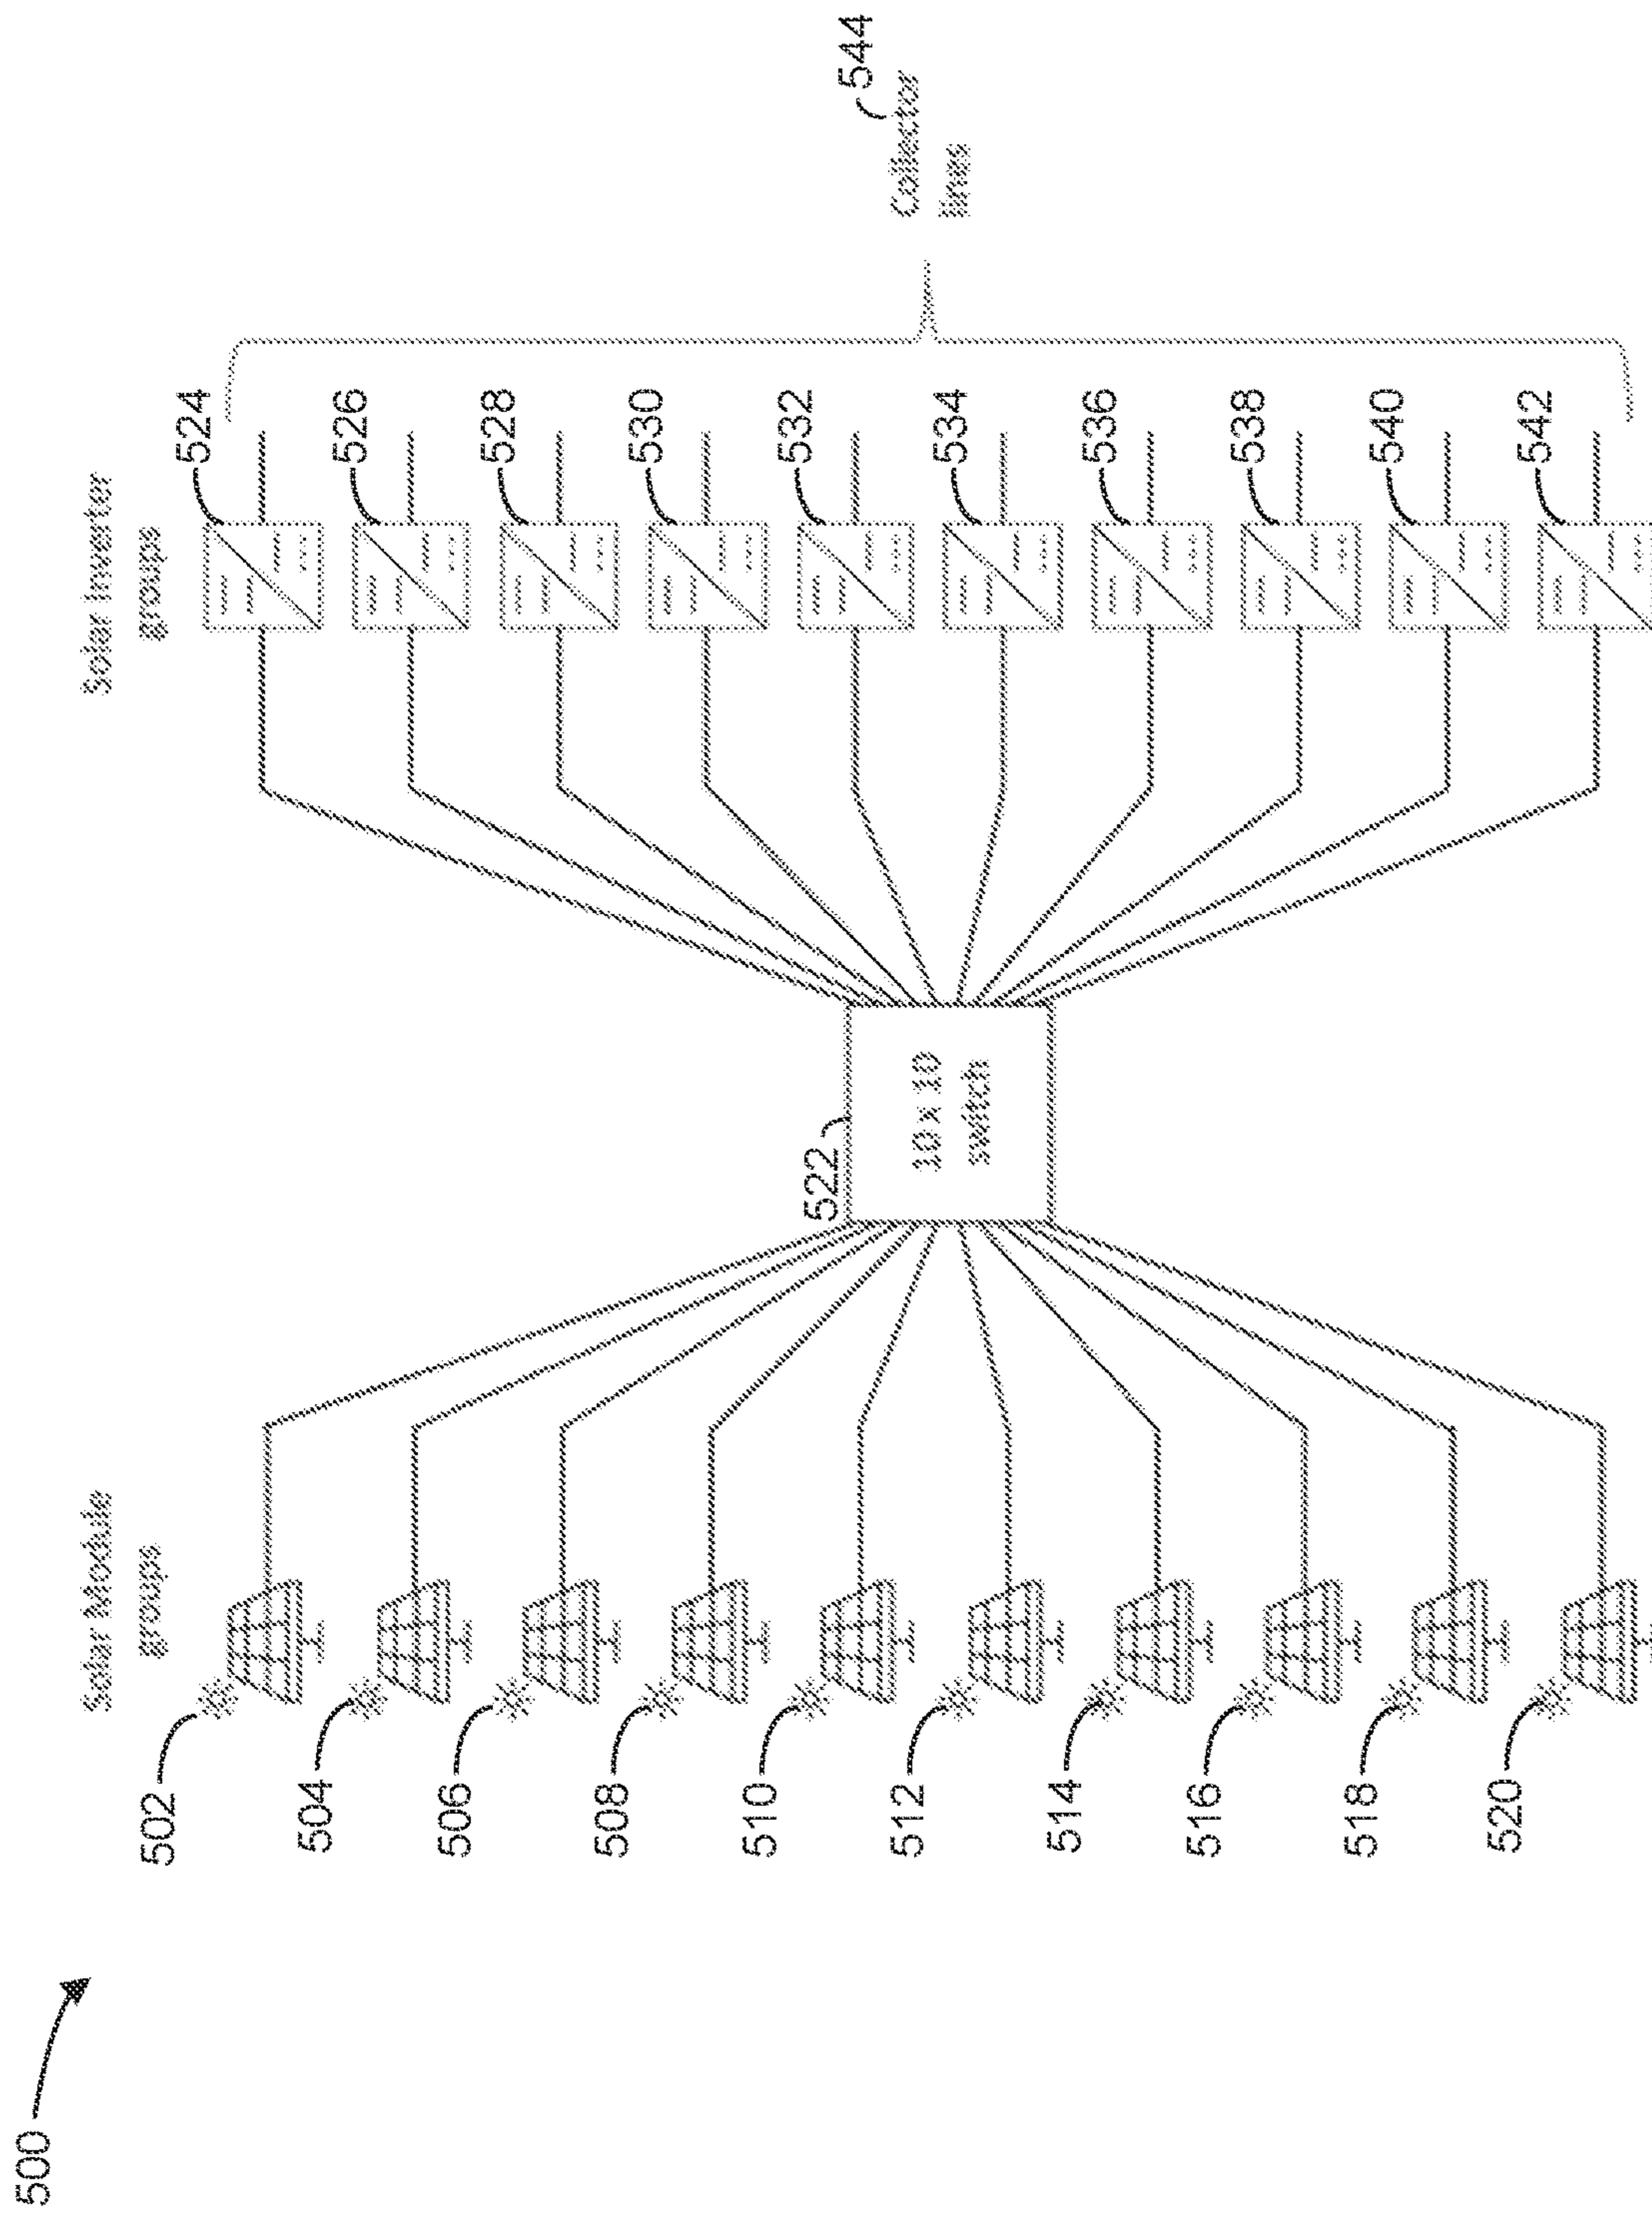 500
Solar Module
groups
Solar Inverter
groups
502
504
506
508
510
512
514
516
518
520
522
10 x 10
switch
524
526
528
530
532
534
536
538
540
542
544
Collector
lines